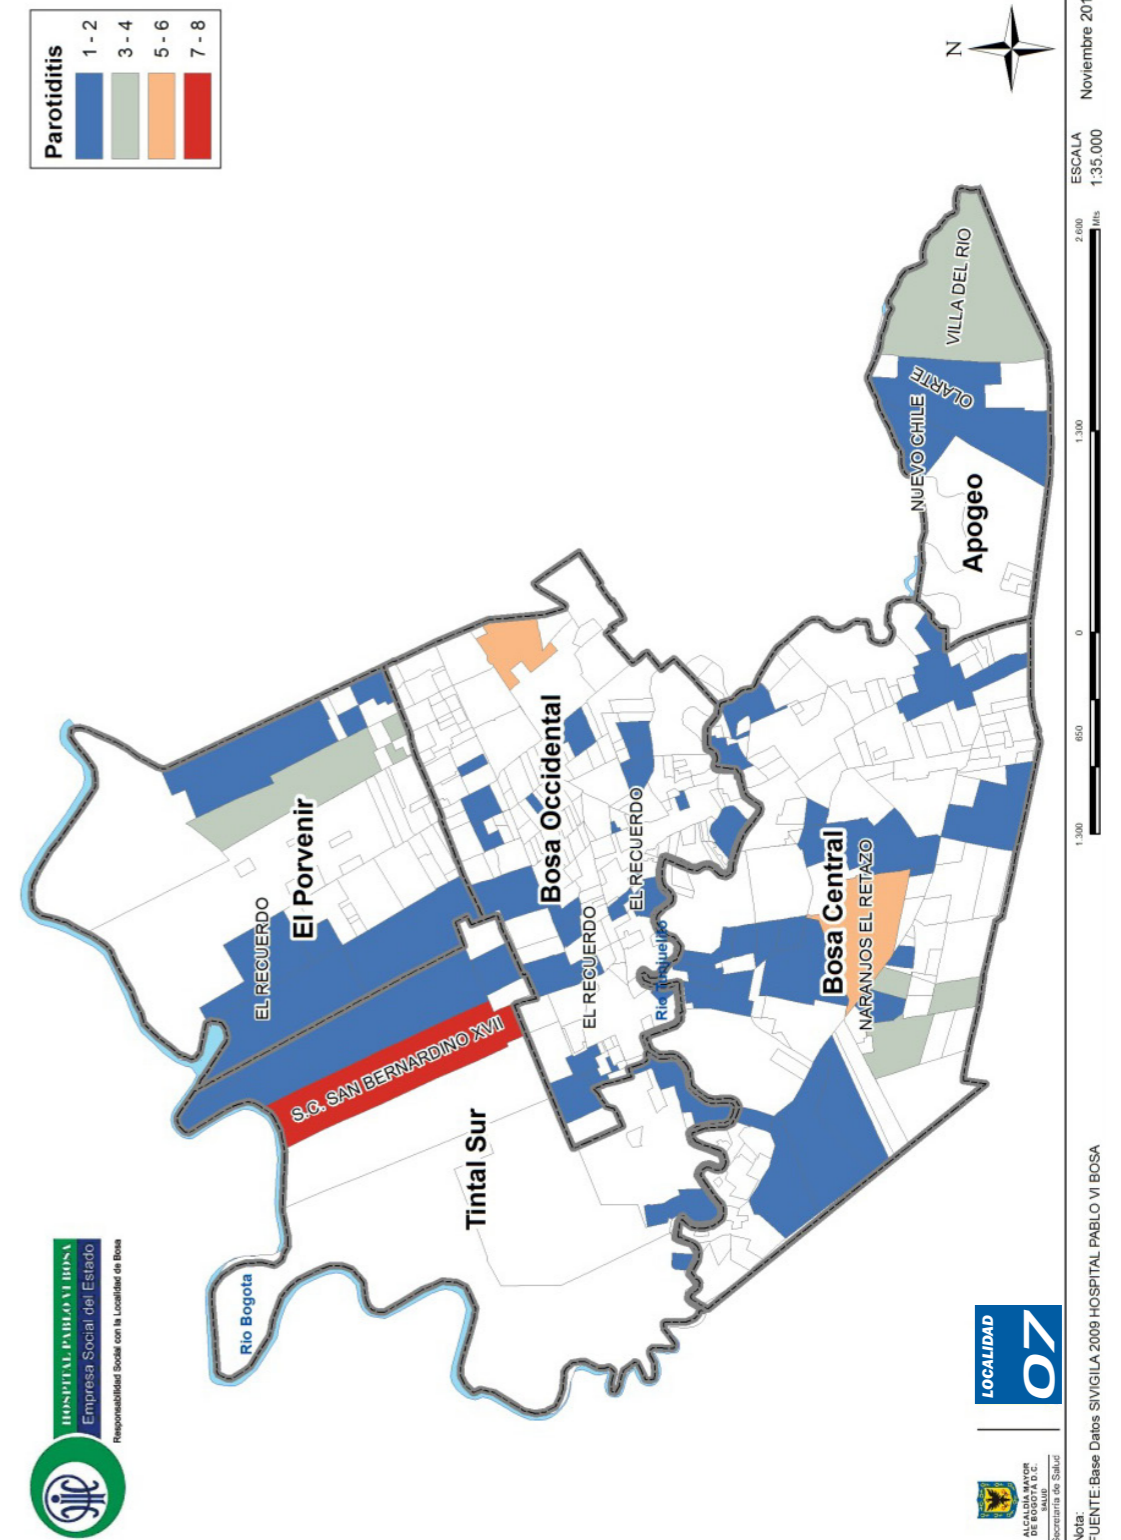 HOSPITAL PABLO VI BOSA
Empresa Social del Estado
Responsabilidad Social con la Localidad de Bosa
Parotiditis
1 - 2
3 - 4
5 - 6
7 - 8
N
Rio Bogota
Tintal Sur
S.C. SAN BERNARDINO XVII
EL RECUERDO
El Porvenir
Bosa Occidental
EL RECUERDO
EL RECUERDO
Rio Tunjuelito
Bosa Central
NARANJOS EL RETAZO
Apogeo
NUEVO CHILE
OLARTE
VILLA DEL RIO
ALCALDÍA MAYOR
DE BOGOTÁ D.C.
SALUD
Secretaría de Salud
LOCALIDAD
07
Nota:
FUENTE:Base Datos SIVIGILA 2009 HOSPITAL PABLO VI BOSA
1.300
650
0
1.300
2.600
Mts
ESCALA
1:35.000
Noviembre 201